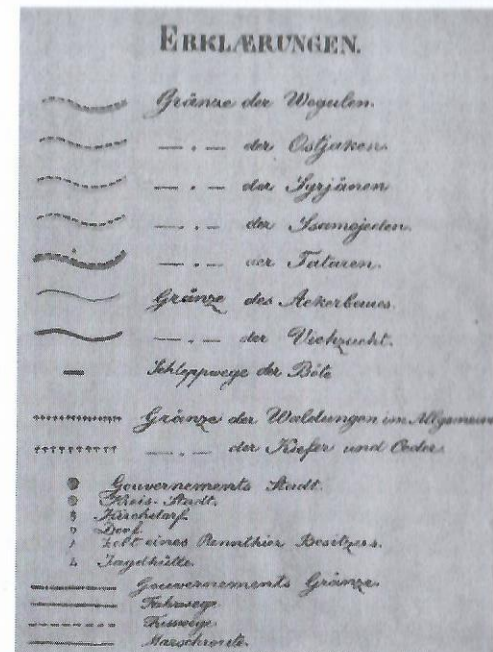 ERKLÆRUNGEN.
Gränze der Wogulen.
— . — der Ostjaken.
— . — der Syrjänen
— . — der Ssamojeden.
— . — der Tataren.
Gränze des Ackerbaues.
— . — der Viehzucht.
Schleppwege der Böte
Gränze der Waldungen im Allgemein
— . — der Kiefer und Ceder.
Gouvernements Stadt.
Kreis-Stadt.
Kirchdorf.
Dorf.
Zelt eines Rennthier Besitzers.
Jagdhütte.
Gouvernements Gränze.
Fahrwege.
Fusswege.
Marschroute.